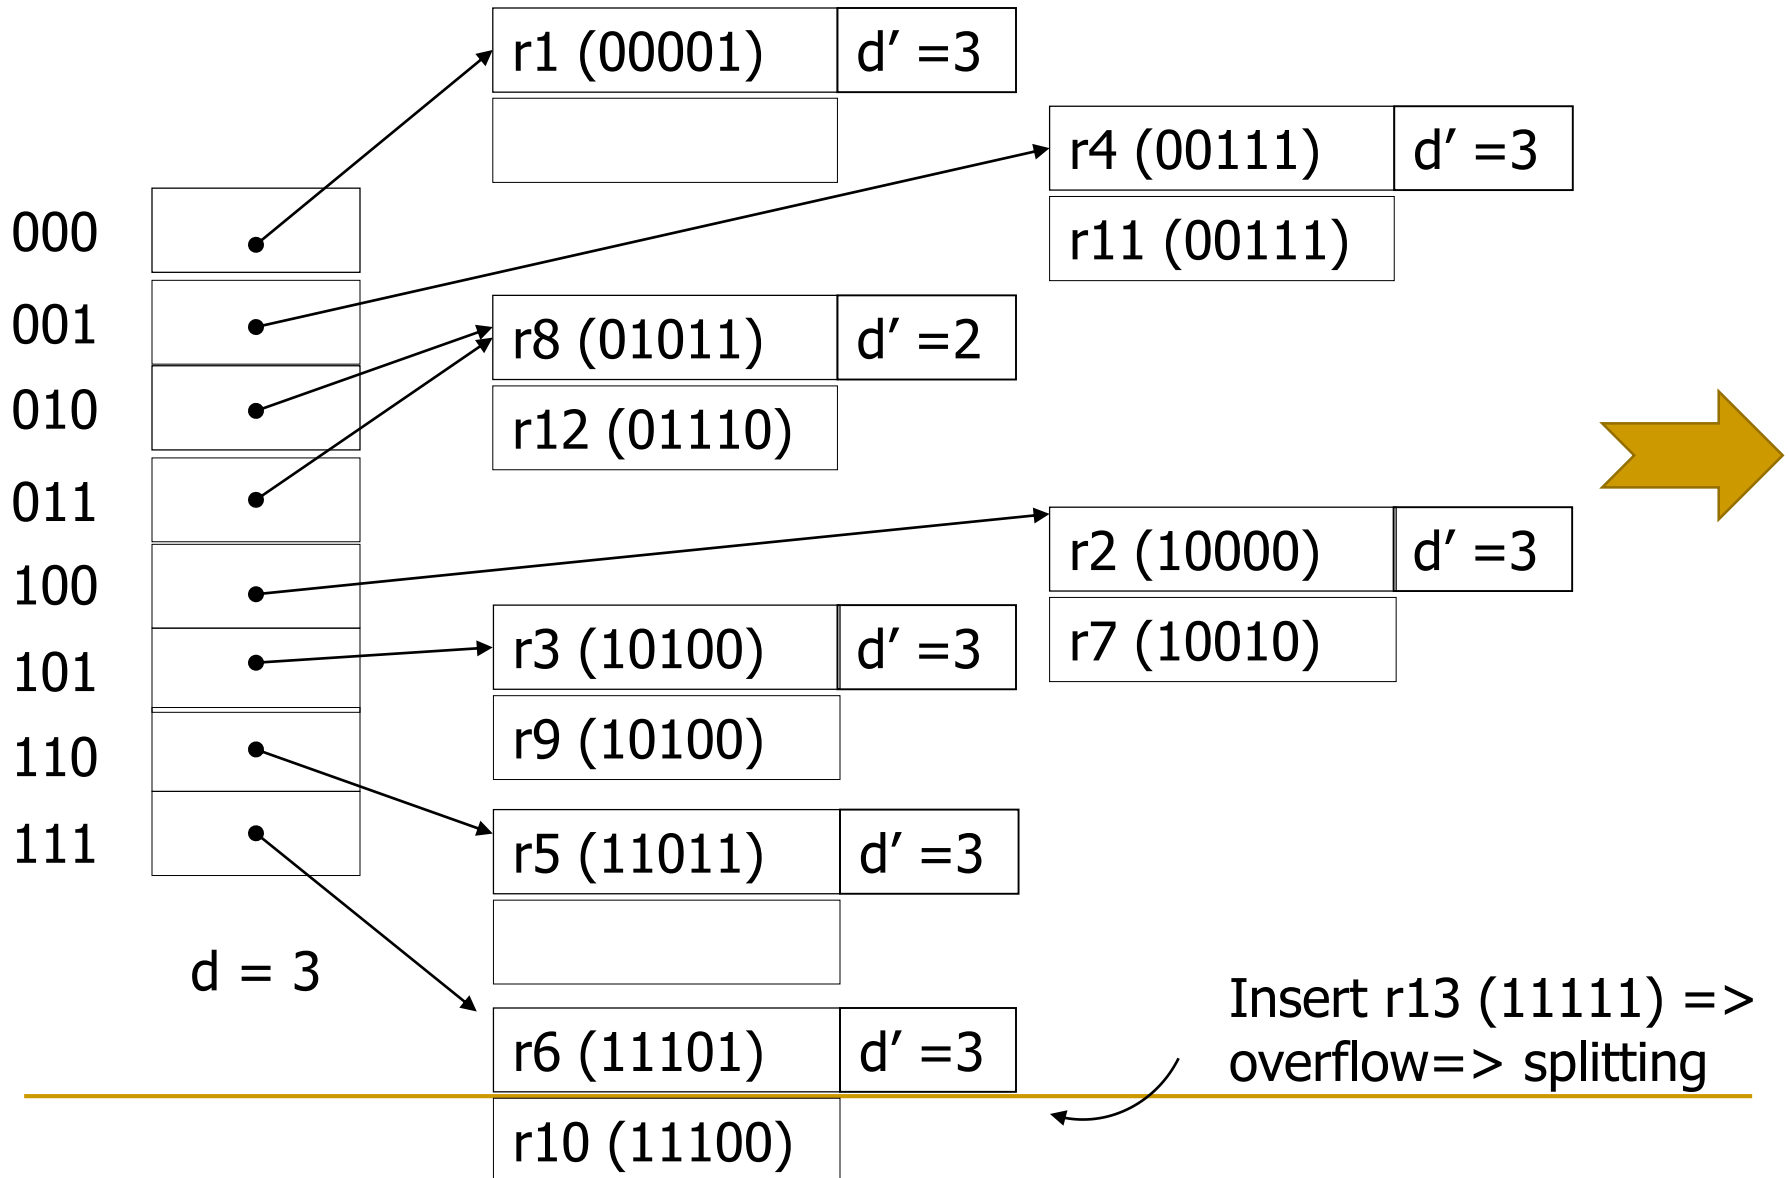 r1 (00001) d′ =3
r4 (00111) d′ =3
000
r11 (00111)
001
r8 (01011) d′ =2
010
r12 (01110)
011
r2 (10000) d′ =3
100
r7 (10010)
r3 (10100) d′ =3
101
r9 (10100)
110
111
r5 (11011) d′ =3
d = 3
Insert r13 (11111) =>
overflow=> splitting
r6 (11101) d′ =3
r10 (11100)